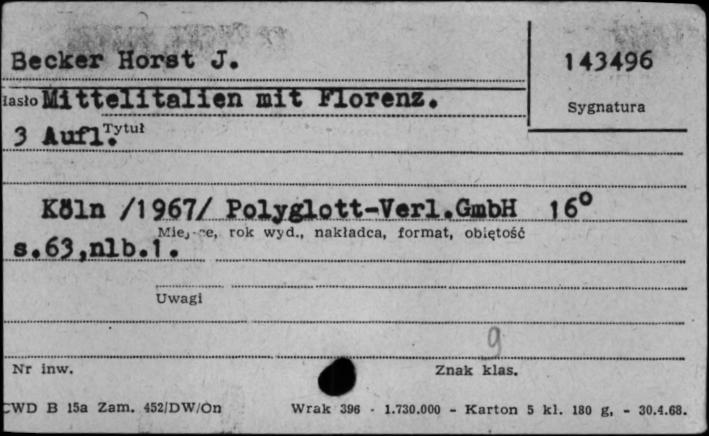 Becker Horst J.
143496
Hasło Mittelitalien mit Florenz.
Sygnatura
Tytuł
3 Aufl.
Köln /1967/ Polyglott-Verl.GmbH 16°
Miejsce, rok wyd., nakładca, format, objętość
s.63,nlb.1.
Uwagi
9
Nr inw.
Znak klas.
CWD B 15a Zam. 452/DW/On Wrak 396 - 1.730.000 - Karton 5 kl. 180 g, - 30.4.68.